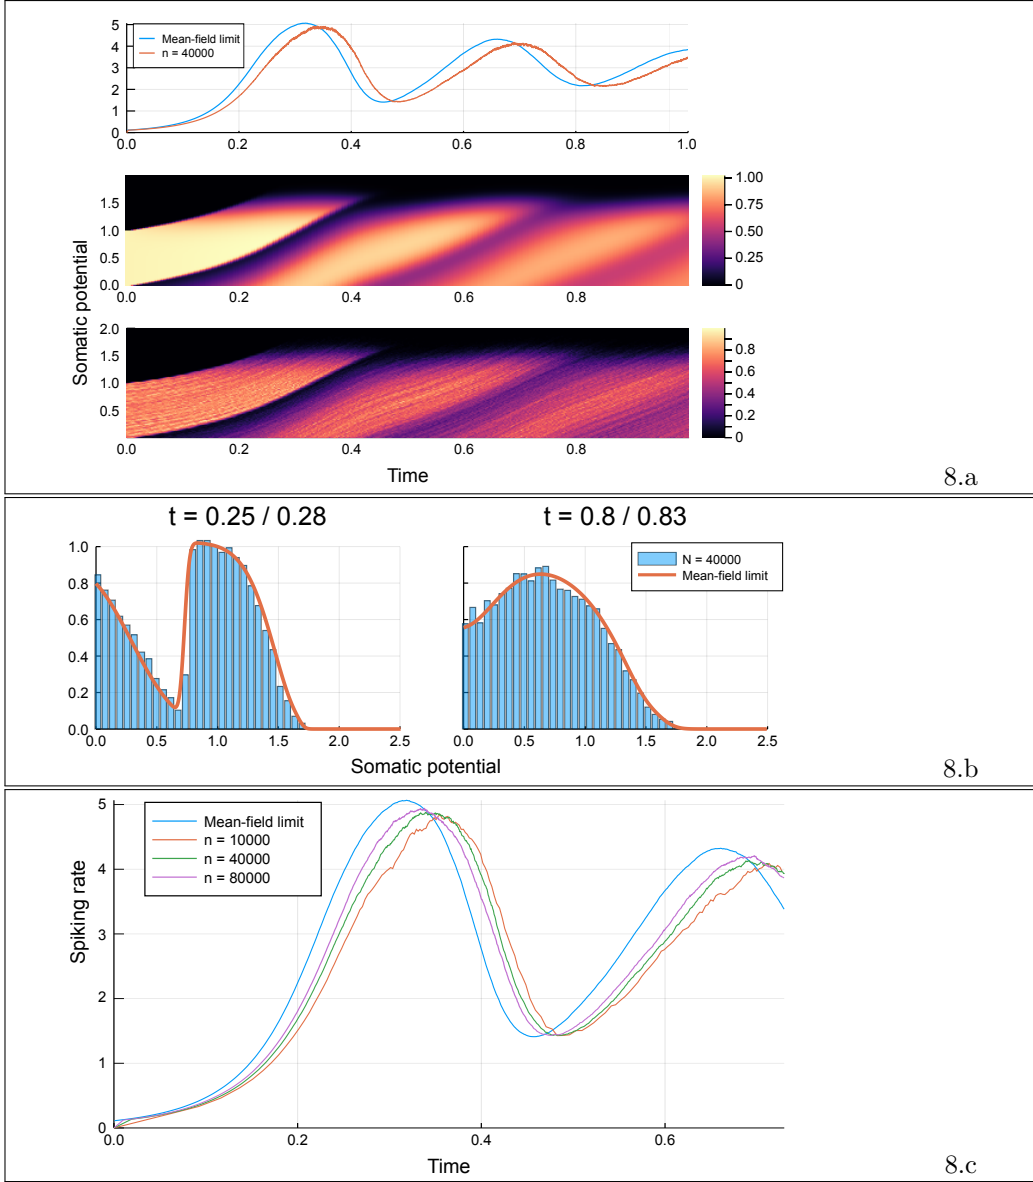 5
4
3
2
1
0
Mean-field limit
n = 40000
0.0 0.2 0.4 0.6 0.8 1.0
Somatic potential
1.5
1.0
0.5
0.0
0.0 0.2 0.4 0.6 0.8
1.00
0.75
0.50
0.25
0
2.0
1.5
1.0
0.5
0.0 0.2 0.4 0.6 0.8
0.8
0.6
0.4
0.2
0
Time
8.a
t = 0.25 / 0.28
t = 0.8 / 0.83
1.0
0.8
0.6
0.4
0.2
0.0
0.0 0.5 1.0 1.5 2.0 2.5
N = 40000
Mean-field limit
0.0 0.5 1.0 1.5 2.0 2.5
Somatic potential
8.b
Spiking rate
5
4
3
2
1
0
Mean-field limit
n = 10000
n = 40000
n = 80000
0.0 0.2 0.4 0.6
Time
8.c